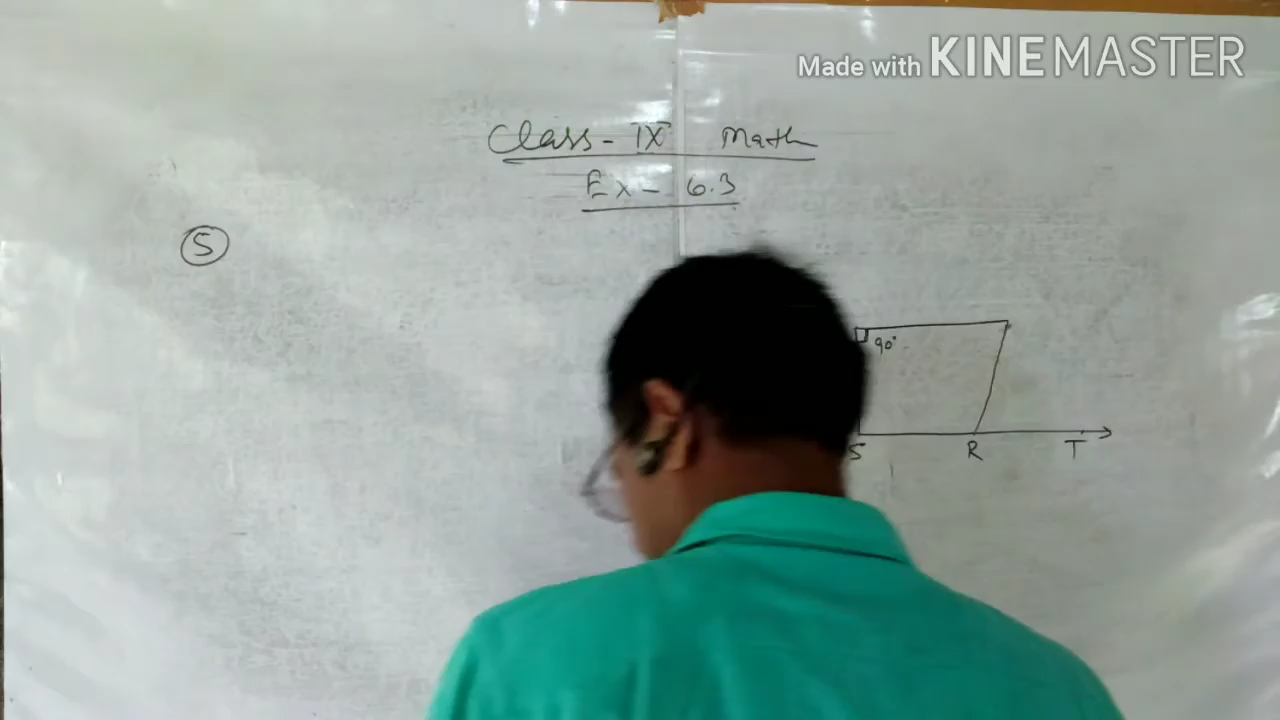 Made with KINEMASTER
Class - IX Math
Ex - 6.3
5
90°
S R T